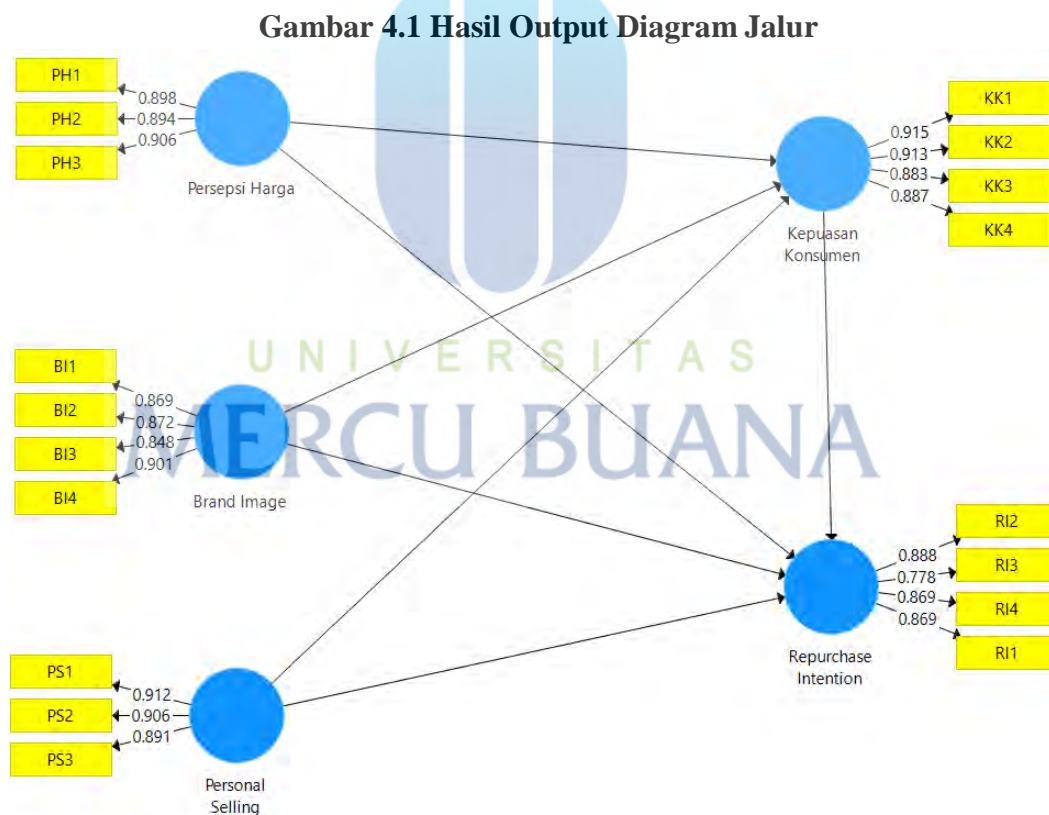 Gambar 4.1 Hasil Output Diagram Jalur
PH1
PH2
PH3
0.898
0.894
0.906
Persepsi Harga
KK1
KK2
KK3
KK4
0.915
0.913
0.883
0.887
Kepuasan
Konsumen
UNIVERSITAS
MERCU BUANA
BI1
BI2
BI3
BI4
0.869
0.872
0.848
0.901
Brand Image
RI2
RI3
RI4
RI1
0.888
0.778
0.869
0.869
Repurchase
Intention
PS1
PS2
PS3
0.912
0.906
0.891
Personal
Selling